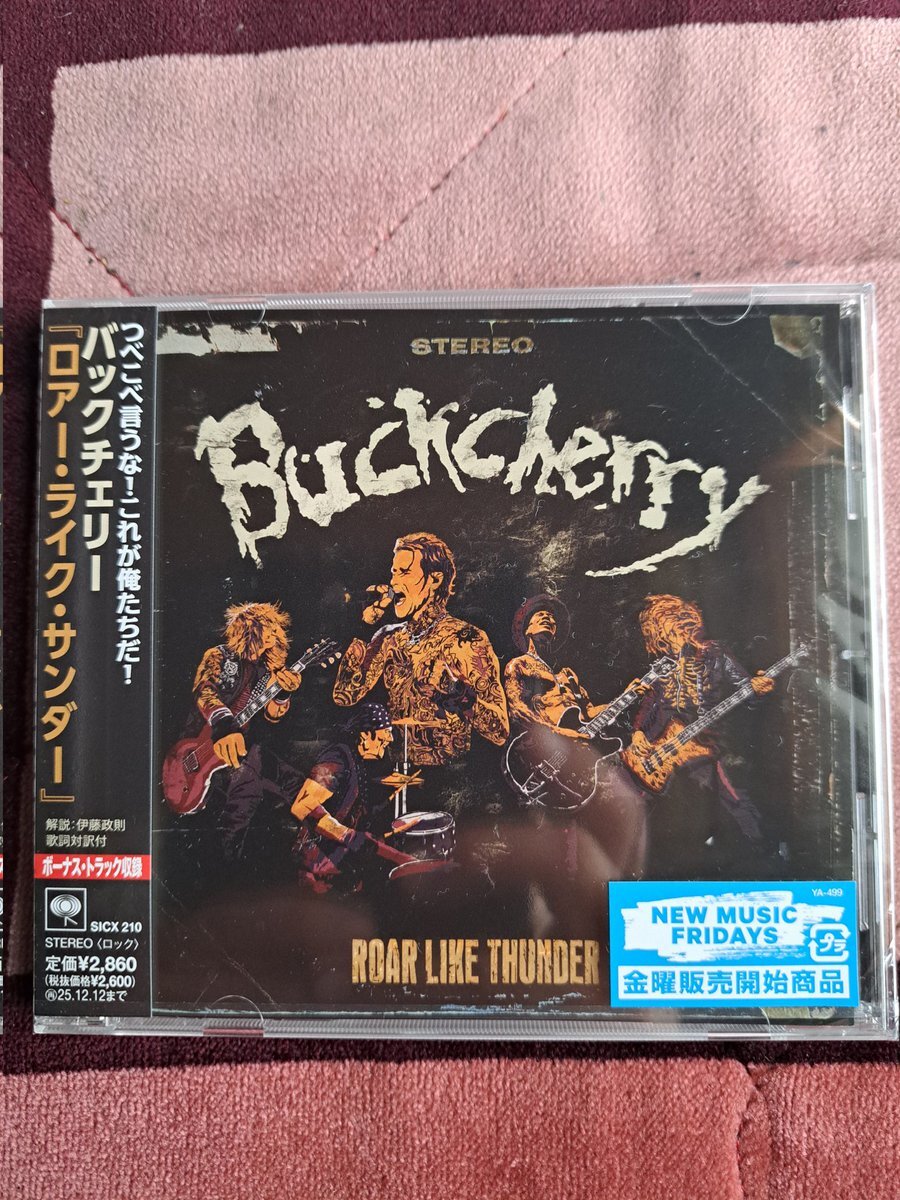 つべこべ言うな!これが俺たちだ!
バックチェリー
『ロアー・ライク・サンダー』
解説:伊藤政則
歌詞対訳付
ボーナス・トラック収録
SICX 210
STEREO〈ロック〉
定価¥2,860
(税抜価格¥2,600)
25.12.12まで
STEREO
Buckcherry
ROAR LIKE THUNDER
YA-499
NEW MUSIC
FRIDAYS
プラ
金曜販売開始商品